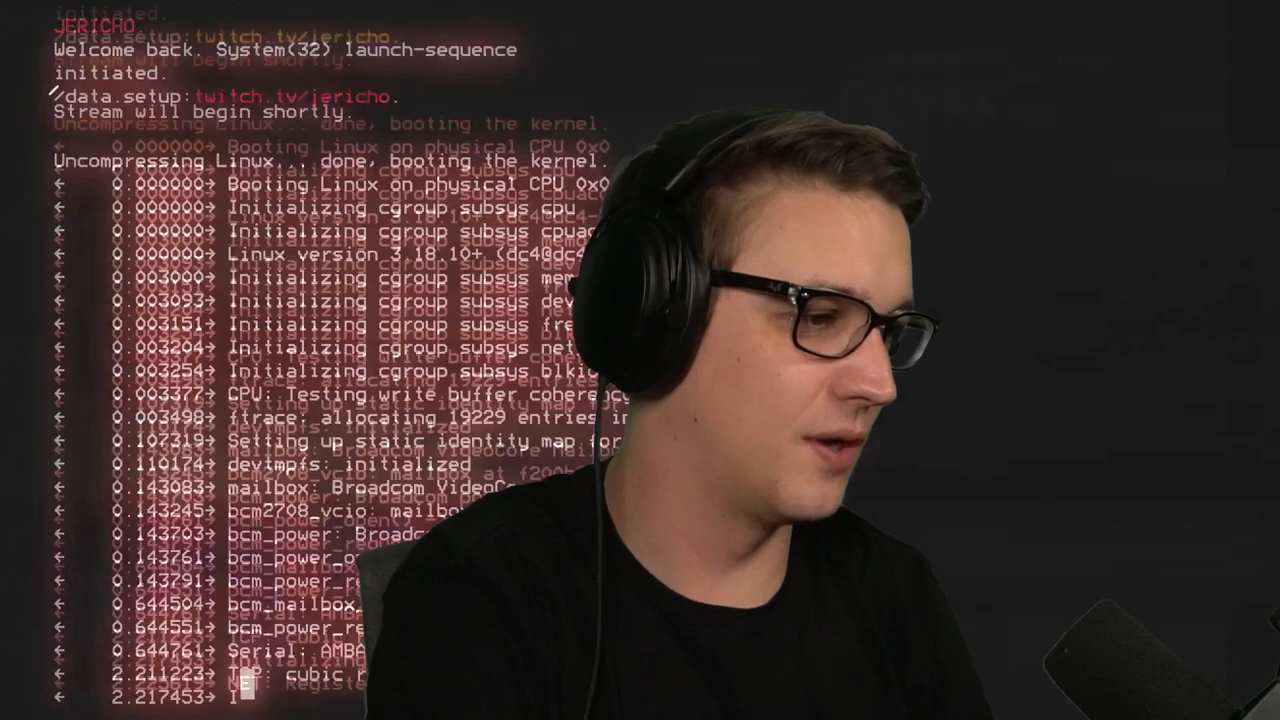 JERICHO
Welcome back. System(32) launch-sequence
initiated.
/data.setup:twitch.tv/jericho.
Stream will begin shortly.
Uncompressing Linux... done, booting the kernel.
← 0.000000→ Booting Linux on physical CPU 0x0
← 0.000000→ Initializing cgroup subsys cpu
← 0.000000→ Initializing cgroup subsys cpuac
← 0.000000→ Linux version 3.18.10+ (dc4@dc4
← 0.003000→ Initializing cgroup subsys mem
← 0.003093→ Initializing cgroup subsys dev
← 0.003151→ Initializing cgroup subsys fre
← 0.003204→ Initializing cgroup subsys net
← 0.003254→ Initializing cgroup subsys blkio
← 0.003377→ CPU: Testing write buffer coherency
← 0.003498→ ftrace: allocating 19229 entries in
← 0.107319→ Setting up static identity map for
← 0.110174→ devtmpfs: initialized
← 0.143083→ mailbox: Broadcom VideoCo
← 0.143245→ bcm2708_vcio: mailbo
← 0.143703→ bcm_power: Broadc
← 0.143761→ bcm_power_o
← 0.143791→ bcm_power_re
← 0.644504→ bcm_mailbox_
← 0.644551→ bcm_power_re
← 0.644761→ Serial: AMBA
← 2.211223→ TCP: cubic r
← 2.217453→ I